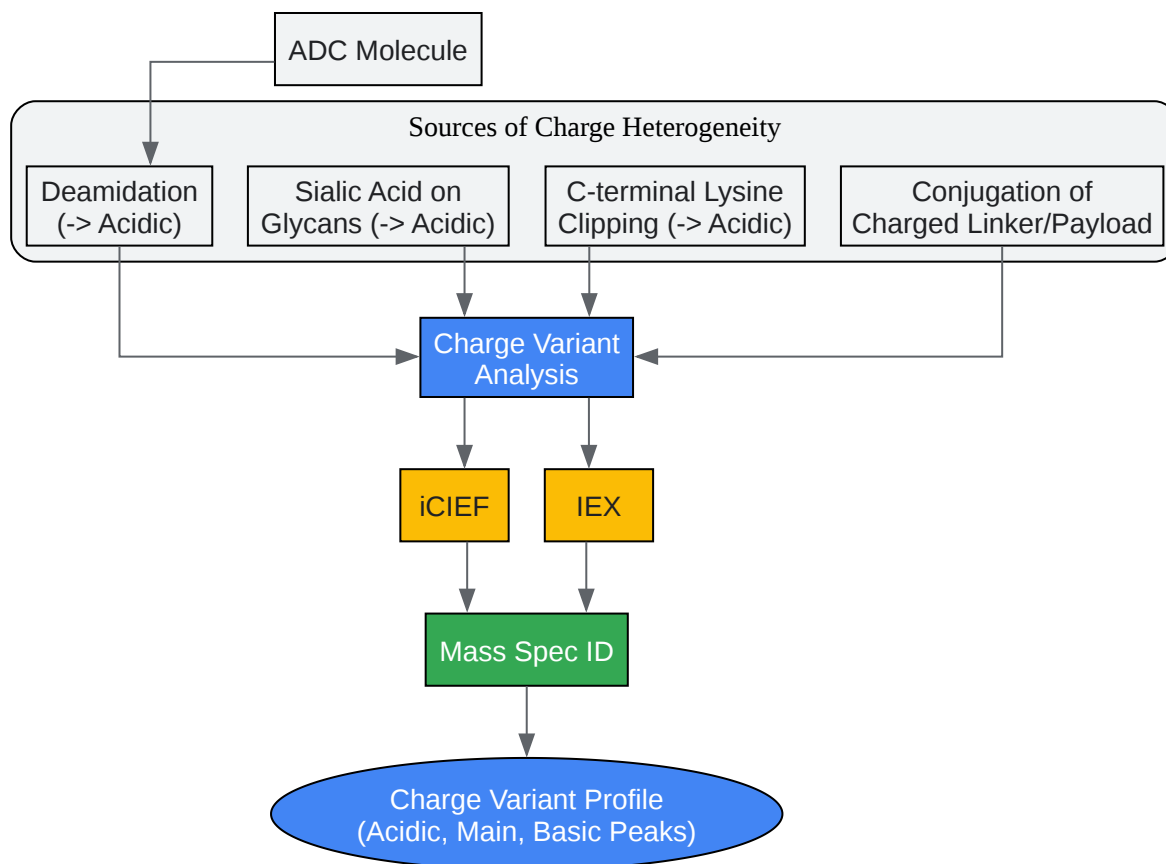 ADC Molecule
Sources of Charge Heterogeneity
Deamidation
(-> Acidic)
Sialic Acid on
Glycans (-> Acidic)
C-terminal Lysine
Clipping (-> Acidic)
Conjugation of
Charged Linker/Payload
Charge Variant
Analysis
iCIEF
IEX
Mass Spec ID
Charge Variant Profile
(Acidic, Main, Basic Peaks)